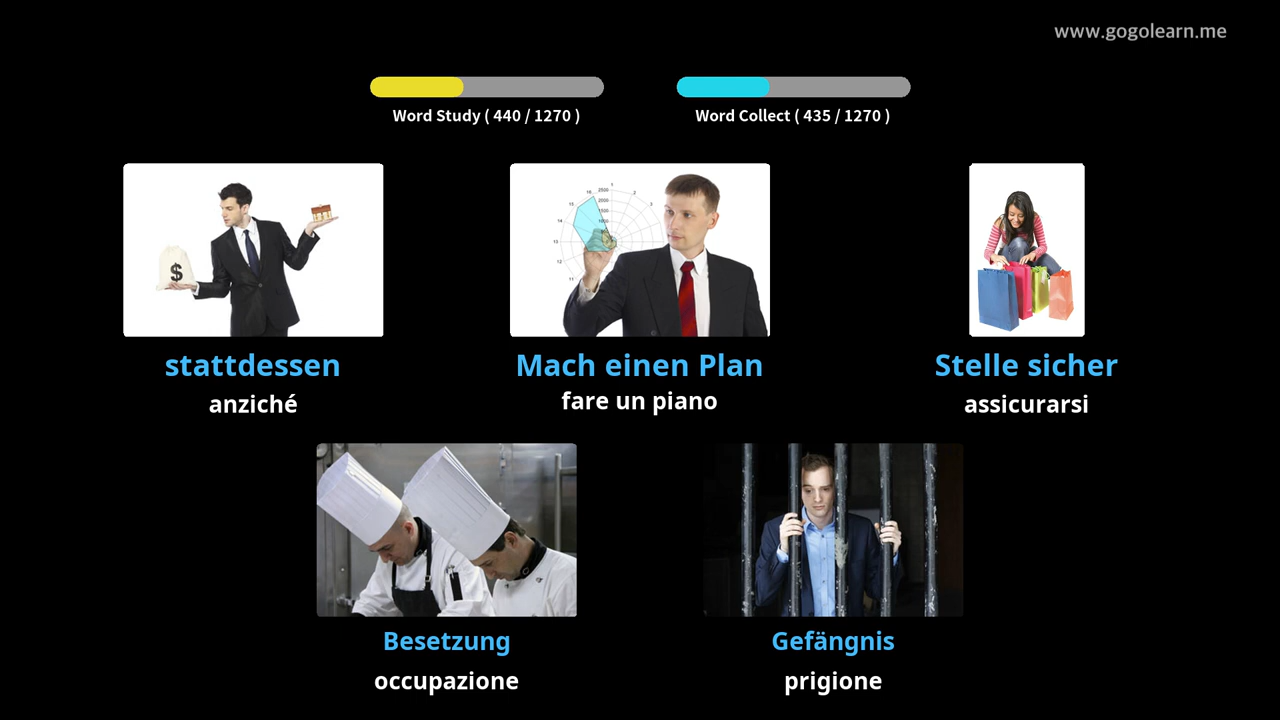 www.gogolearn.me
Word Study ( 440 / 1270 )
Word Collect ( 435 / 1270 )
$
stattdessen
anziché
Mach einen Plan
fare un piano
Stelle sicher
assicurarsi
Besetzung
occupazione
Gefängnis
prigione